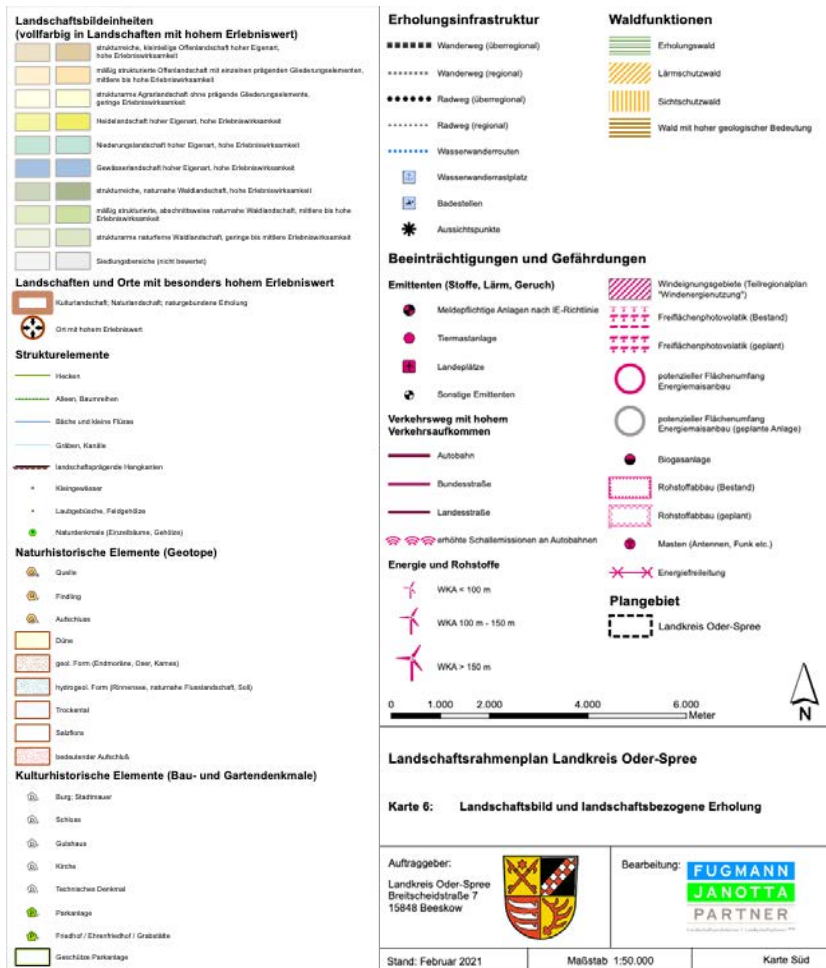 Landschaftsbildeinheiten
(vollfarbig in Landschaften mit hohem Erlebniswert)
strukturreiche, kleinteilige Offenlandschaft hoher Eigenart,
hohe Erlebniswirksamkeit
mäßig strukturierte Offenlandschaft mit einzelnen prägenden Gliederungselementen,
mittlere bis hohe Erlebniswirksamkeit
strukturarme Agrarlandschaft ohne prägende Gliederungselemente,
geringe Erlebniswirksamkeit
Heidelandschaft hoher Eigenart, hohe Erlebniswirksamkeit
Niederungslandschaft hoher Eigenart, hohe Erlebniswirksamkeit
Gewässerlandschaft hoher Eigenart, hohe Erlebniswirksamkeit
strukturreiche, naturnahe Waldlandschaft, hohe Erlebniswirksamkeit
mäßig strukturierte, abschnittsweise naturnahe Waldlandschaft, mittlere bis hohe
Erlebniswirksamkeit
strukturarme naturferne Waldlandschaft, geringe bis mittlere Erlebniswirksamkeit
Siedlungsbereiche (nicht bewertet)
Landschaften und Orte mit besonders hohem Erlebniswert
Kulturlandschaft; Naturlandschaft; naturgebundene Erholung
Ort mit hohem Erlebniswert
Strukturelemente
Hecken
Alleen, Baumreihen
Bäche und kleine Flüsse
Gräben, Kanäle
landschaftsprägende Hangkanten
Kleingewässer
Laubgebüsche, Feldgehölze
Naturdenkmale (Einzelbäume, Gehölze)
Naturhistorische Elemente (Geotope)
Quelle
Findling
Aufschluss
Düne
geol. Form (Endmoräne, Oser, Kames)
hydrogeol. Form (Rinnensee, naturnahe Flusslandschaft, Soll)
Trockental
Salzflora
bedeutender Aufschluß
Kulturhistorische Elemente (Bau- und Gartendenkmale)
Burg; Stadtmauer
Schloss
Gutshaus
Kirche
Technisches Denkmal
Parkanlage
Friedhof / Ehrenfriedhof / Grabstätte
Geschütze Parkanlage
Erholungsinfrastruktur
Wanderweg (überregional)
Wanderweg (regional)
Radweg (überregional)
Radweg (regional)
Wasserwanderrouten
Wasserwanderrastplatz
Badestellen
Aussichtspunkte
Waldfunktionen
Erholungswald
Lärmschutzwald
Sichtschutzwald
Wald mit hoher geologischer Bedeutung
Beeinträchtigungen und Gefährdungen
Emittenten (Stoffe, Lärm, Geruch)
Meldepflichtige Anlagen nach IE-Richtlinie
Tiermastanlage
Landeplätze
Sonstige Emittenten
Verkehrsweg mit hohem
Verkehrsaufkommen
Autobahn
Bundesstraße
Landesstraße
erhöhte Schallemissionen an Autobahnen
Energie und Rohstoffe
WKA < 100 m
WKA 100 m - 150 m
WKA > 150 m
Windeignungsgebiete (Teilregionalplan
"Windenergienutzung")
Freiflächenphotovolatik (Bestand)
Freiflächenphotovolatik (geplant)
potenzieller Flächenumfang
Energiemaisanbau
potenzieller Flächenumfang
Energiemaisanbau (geplante Anlage)
Biogasanlage
Rohstoffabbau (Bestand)
Rohstoffabbau (geplant)
Masten (Antennen, Funk etc.)
Energiefreileitung
Plangebiet
Landkreis Oder-Spree
0 1.000 2.000 4.000 6.000
Meter
N
Landschaftsrahmenplan Landkreis Oder-Spree
Karte 6: Landschaftsbild und landschaftsbezogene Erholung
Auftraggeber:
Landkreis Oder-Spree
Breitscheidstraße 7
15848 Beeskow
Bearbeitung:
FUGMANN
JANOTTA
PARTNER
Stand: Februar 2021
Maßstab 1:50.000
Karte Süd